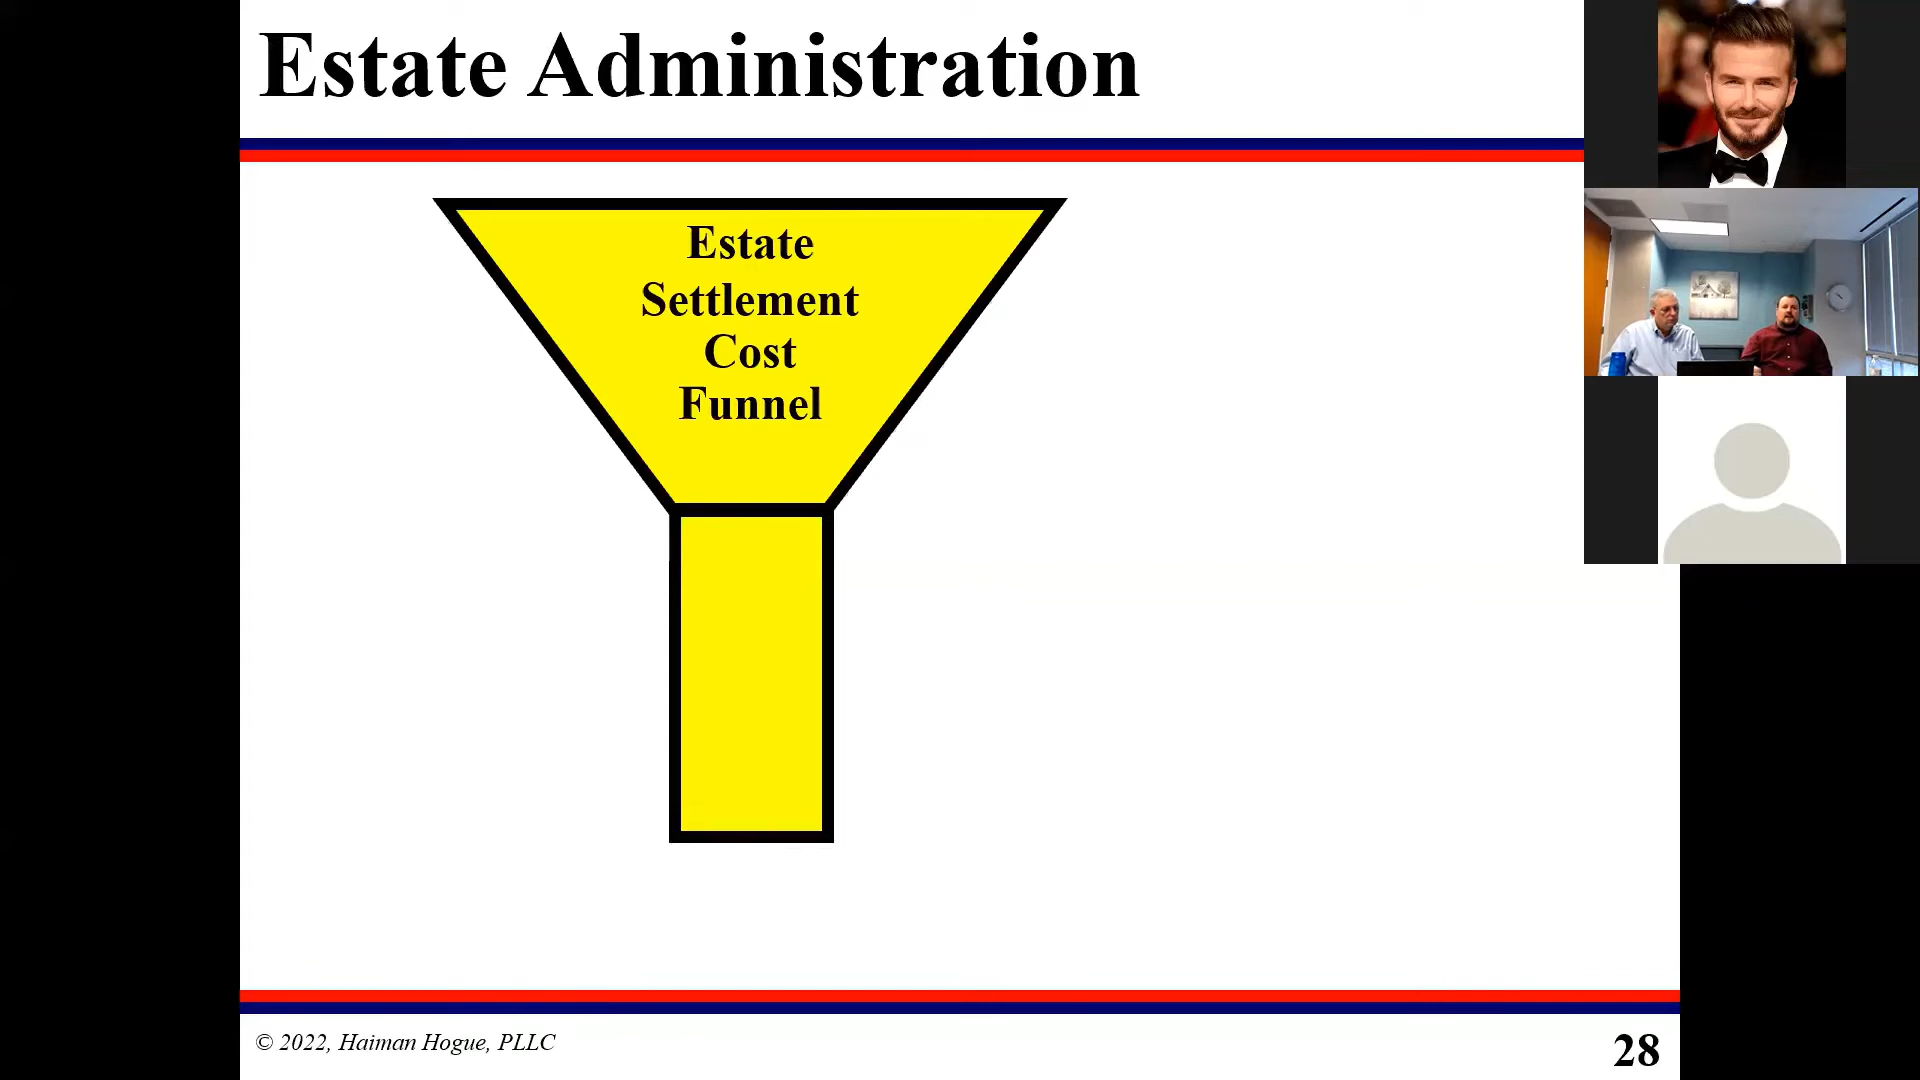 Estate Administration
Estate
Settlement
Cost
Funnel
© 2022, Haiman Hogue, PLLC
28